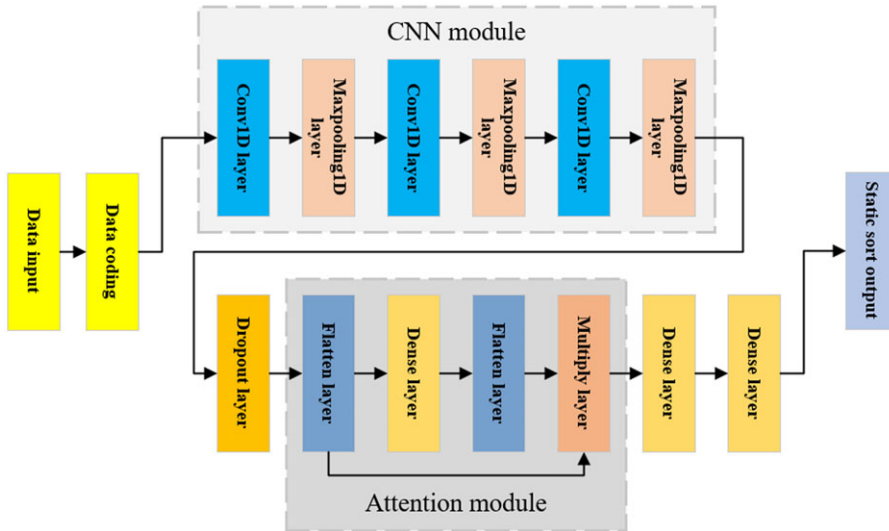 CNN module
Conv1D layer
Maxpooling1D
layer
Conv1D layer
Maxpooling1D
layer
Conv1D layer
Maxpooling1D
layer
Data input
Data coding
Static sort output
Dropout layer
Flatten layer
Dense layer
Flatten layer
Multiply layer
Dense layer
Dense layer
Attention module